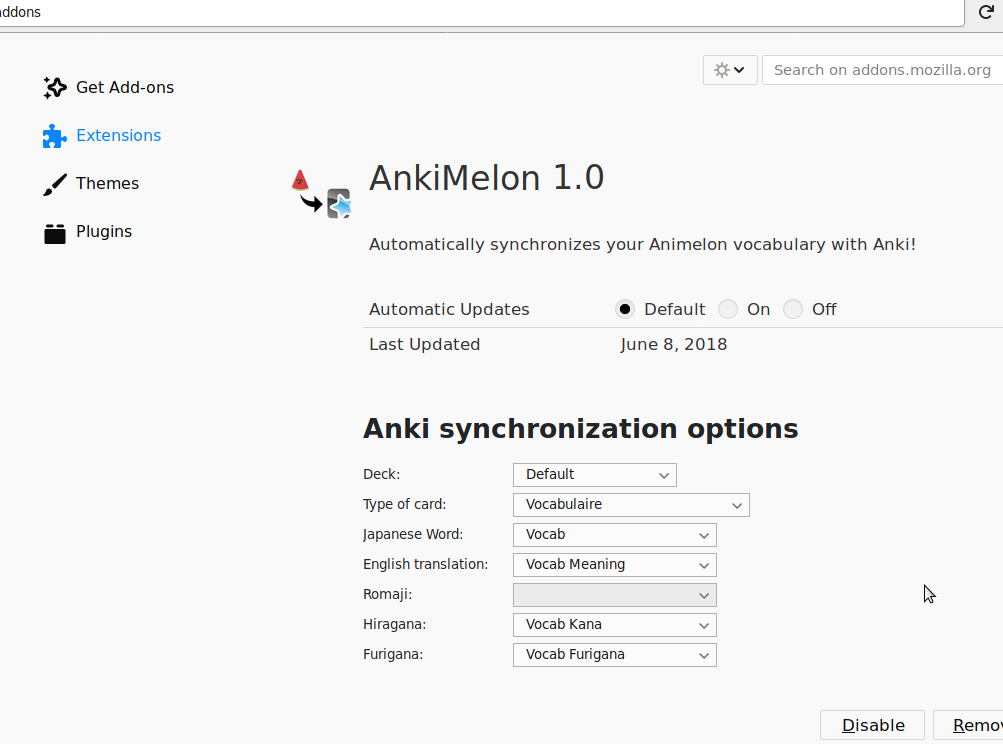 addons
Search on addons.mozilla.org
Get Add-ons
Extensions
Themes
Plugins
AnkiMelon 1.0
Automatically synchronizes your Animelon vocabulary with Anki!
Automatic Updates Default On Off
Last Updated June 8, 2018
Anki synchronization options
Deck: Default
Type of card: Vocabulaire
Japanese Word: Vocab
English translation: Vocab Meaning
Romaji:
Hiragana: Vocab Kana
Furigana: Vocab Furigana
Disable Remov